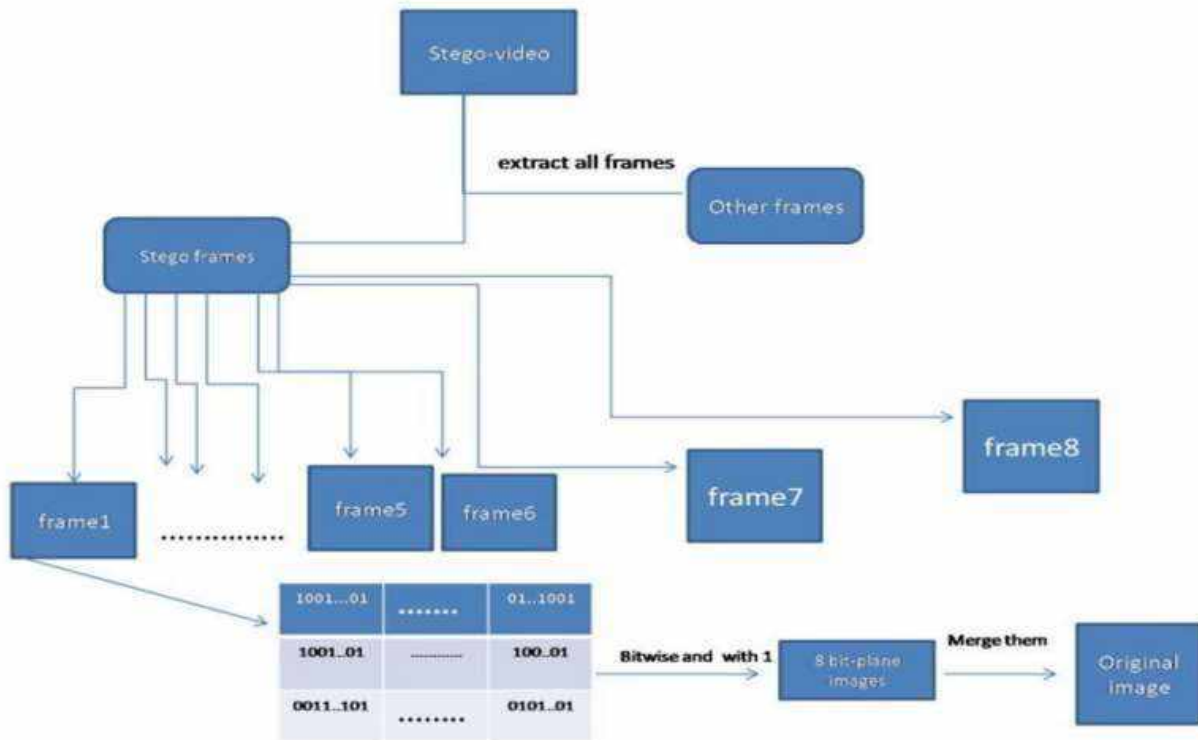 Stego-video
extract all frames
Other frames
Stego frames
frame8
frame7
frame1
...............
frame5
frame6
1001...01 ....... 01..1001
1001..01 ........... 100..01
0011..101 ........ 0101..01
Bitwise and with 1
8 bit-plane
images
Merge them
Original
image